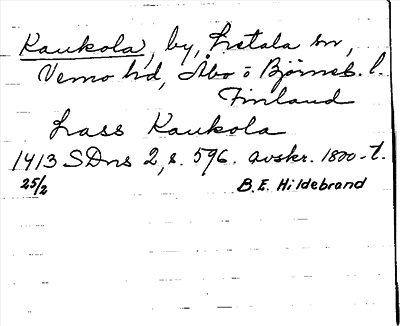 Kaukola, by, Letala sn,
Vemo hd, Åbo o Björneb. l.
Finland
Lass Kaukola
1413 SDns 2, s. 596. avskr. 1800-t.
25/2 B. E. Hildebrand